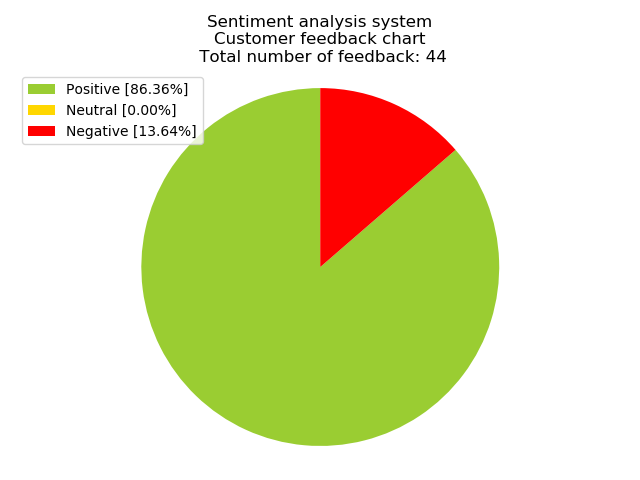 Sentiment analysis system
Customer feedback chart
Total number of feedback: 44
Positive [86.36%]
Neutral [0.00%]
Negative [13.64%]